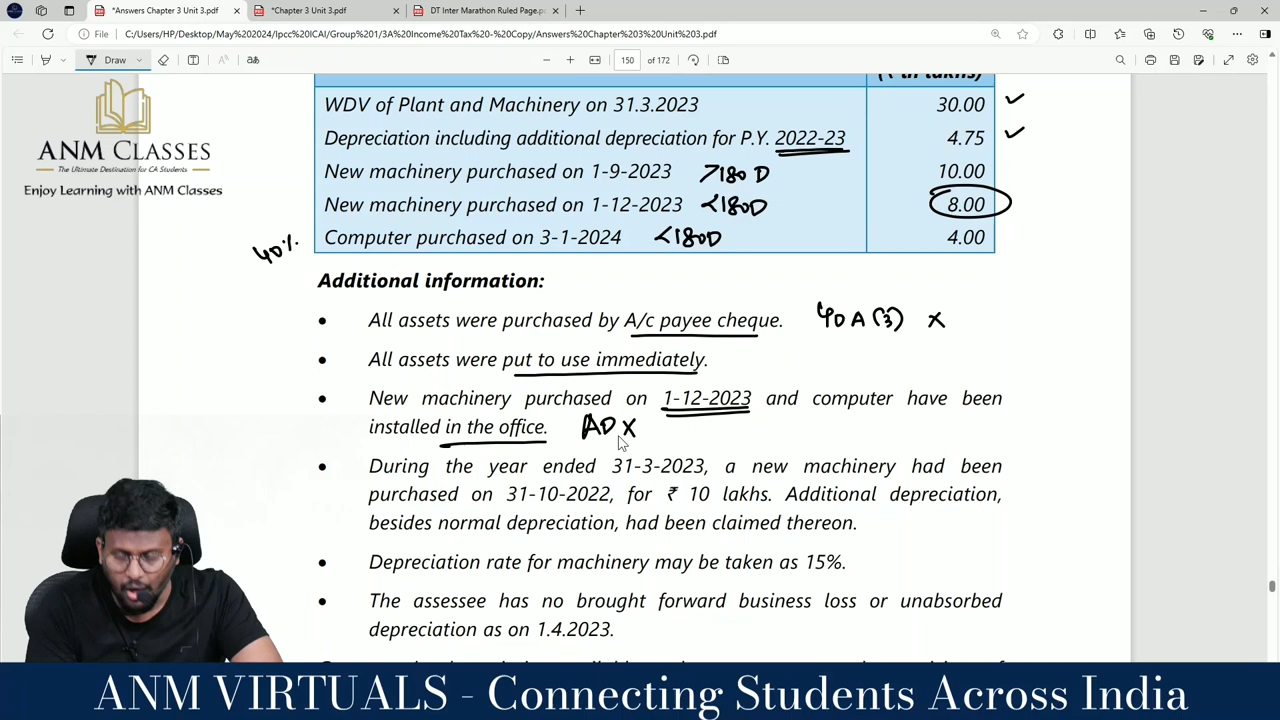 *Answers Chapter 3 Unit 3.pdf
*Chapter 3 Unit 3.pdf
DT Inter Marathon Ruled Page.p
File
C:/Users/HP/Desktop/May%202024/Ipcc%20ICAI/Group%201/3A%20Income%20Tax%20-%20Copy/Answers%20Chapter%203%20Unit%203.pdf
Draw
150 of 172
ANM CLASSES
"The Ultimate Destination for CA Students"
Enjoy Learning with ANM Classes
(₹ in lakhs)
WDV of Plant and Machinery on 31.3.2023 30.00
Depreciation including additional depreciation for P.Y. 2022-23 4.75
New machinery purchased on 1-9-2023 >180 D 10.00
New machinery purchased on 1-12-2023 <180D 8.00
40% Computer purchased on 3-1-2024 <180D 4.00
Additional information:
• All assets were purchased by A/c payee cheque. 40A(3) x
• All assets were put to use immediately.
• New machinery purchased on 1-12-2023 and computer have been
installed in the office. AD x
• During the year ended 31-3-2023, a new machinery had been
purchased on 31-10-2022, for ₹ 10 lakhs. Additional depreciation,
besides normal depreciation, had been claimed thereon.
• Depreciation rate for machinery may be taken as 15%.
• The assessee has no brought forward business loss or unabsorbed
depreciation as on 1.4.2023.
ANM VIRTUALS - Connecting Students Across India